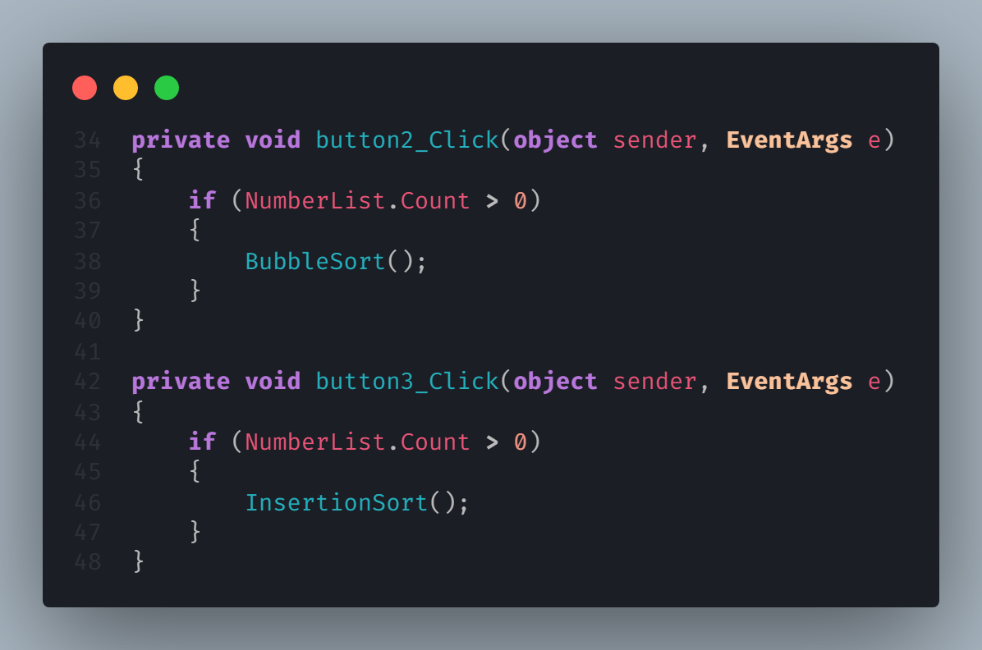 34 private void button2_Click(object sender, EventArgs e)
35 {
36     if (NumberList.Count > 0)
37     {
38         BubbleSort();
39     }
40 }
41
42 private void button3_Click(object sender, EventArgs e)
43 {
44     if (NumberList.Count > 0)
45     {
46         InsertionSort();
47     }
48 }